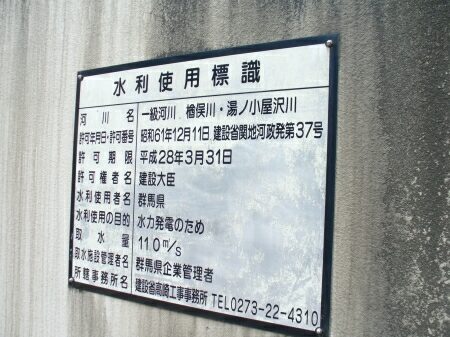 水利使用標識
河川名 一級河川 楢俣川・湯ノ小屋沢川
許可年月日・許可番号 昭和61年12月11日 建設省関地河政発第37号
許可期限 平成28年3月31日
許可権者名 建設大臣
水利使用者名 群馬県
水利使用の目的 水力発電のため
取水量 11.0 m³/s
取水施設管理者名 群馬県企業管理者
所轄事務所名 建設省高崎工事事務所 TEL0273-22-4310